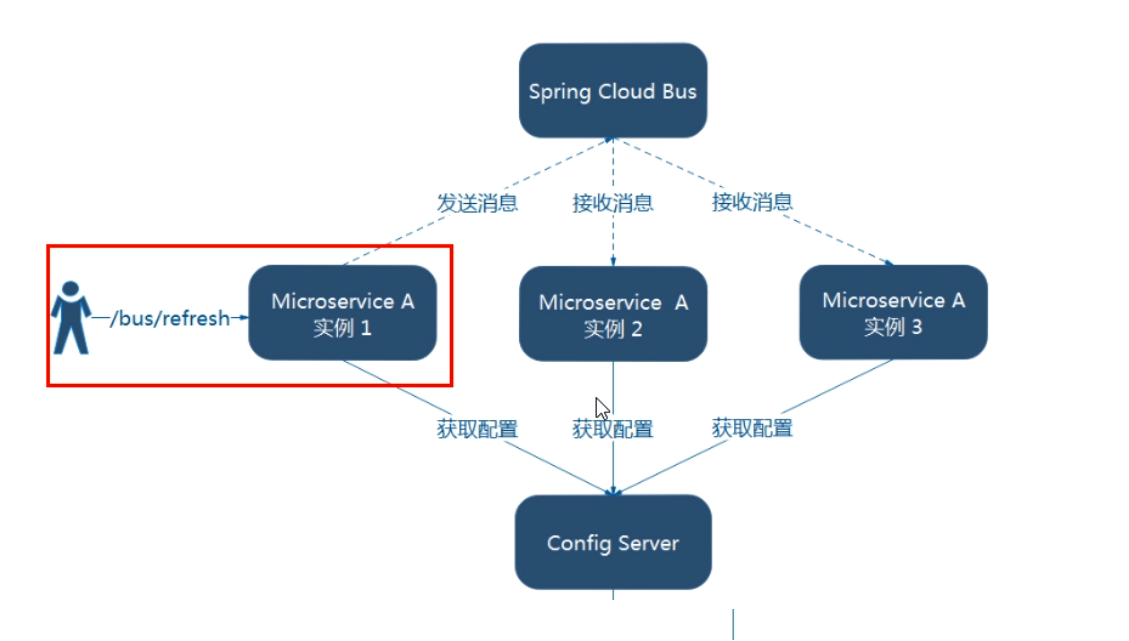 Spring Cloud Bus
发送消息
接收消息
接收消息
/bus/refresh
Microservice A
实例 1
Microservice A
实例 2
Microservice A
实例 3
获取配置
获取配置
获取配置
Config Server